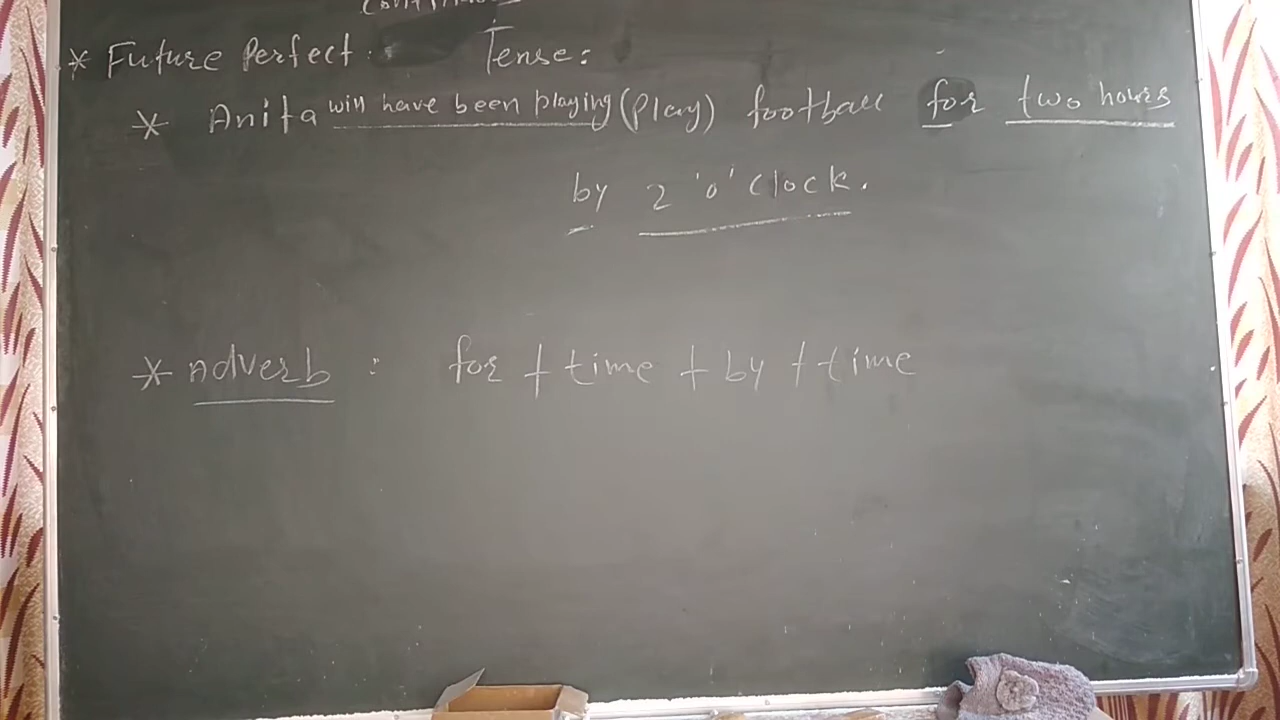 * Future Perfect : Tense:
* Anita will have been playing (Play) football for two hours
by 2 'o' clock.
* Adverb : for + time + by + time